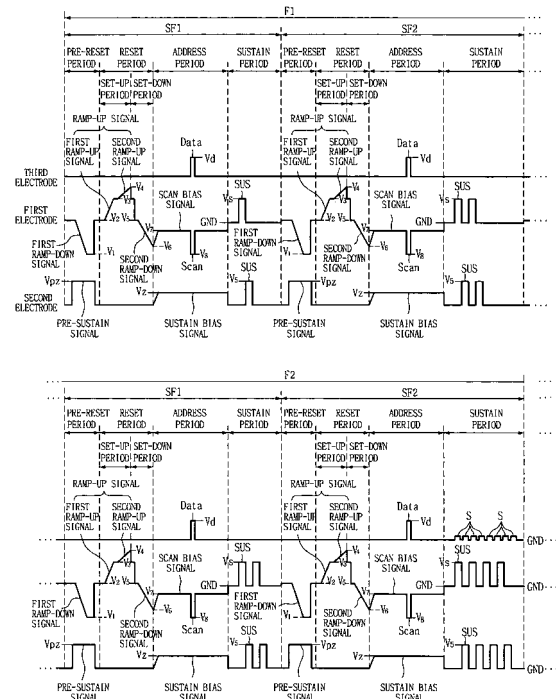 F1
SF1 SF2
PRE-RESET PERIOD RESET PERIOD ADDRESS PERIOD SUSTAIN PERIOD PRE-RESET PERIOD RESET PERIOD ADDRESS PERIOD SUSTAIN PERIOD
SET-UP PERIOD SET-DOWN PERIOD SET-UP PERIOD SET-DOWN PERIOD
RAMP-UP SIGNAL RAMP-UP SIGNAL
FIRST RAMP-UP SIGNAL SECOND RAMP-UP SIGNAL Data Vd FIRST RAMP-UP SIGNAL SECOND RAMP-UP SIGNAL Data Vd
THIRD ELECTRODE
V4 V3 SCAN BIAS SIGNAL SUS Vs V4 V3 SCAN BIAS SIGNAL SUS Vs
FIRST ELECTRODE V2 V5 V7 GND V2 V5 V7 GND
FIRST RAMP-DOWN SIGNAL V1 V6 V8 FIRST RAMP-DOWN SIGNAL V1 V6 V8
SECOND RAMP-DOWN SIGNAL Scan SECOND RAMP-DOWN SIGNAL Scan
Vpz Vz Vs SUS Vpz Vz Vs SUS
SECOND ELECTRODE
PRE-SUSTAIN SIGNAL SUSTAIN BIAS SIGNAL PRE-SUSTAIN SIGNAL SUSTAIN BIAS SIGNAL
F2
SF1 SF2
PRE-RESET PERIOD RESET PERIOD ADDRESS PERIOD SUSTAIN PERIOD PRE-RESET PERIOD RESET PERIOD ADDRESS PERIOD SUSTAIN PERIOD
SET-UP PERIOD SET-DOWN PERIOD SET-UP PERIOD SET-DOWN PERIOD
RAMP-UP SIGNAL RAMP-UP SIGNAL
FIRST RAMP-UP SIGNAL SECOND RAMP-UP SIGNAL Data Vd FIRST RAMP-UP SIGNAL SECOND RAMP-UP SIGNAL Data Vd S S
GND
V4 V3 SCAN BIAS SIGNAL SUS Vs V4 V3 SCAN BIAS SIGNAL SUS Vs
V2 V5 V7 GND V2 V5 V7 GND GND
FIRST RAMP-DOWN SIGNAL V1 V6 V8 FIRST RAMP-DOWN SIGNAL V1 V6 V8
SECOND RAMP-DOWN SIGNAL Scan SECOND RAMP-DOWN SIGNAL Scan
Vpz Vz Vs SUS Vpz Vz Vs SUS
GND
PRE-SUSTAIN SIGNAL SUSTAIN BIAS SIGNAL PRE-SUSTAIN SIGNAL SUSTAIN BIAS SIGNAL